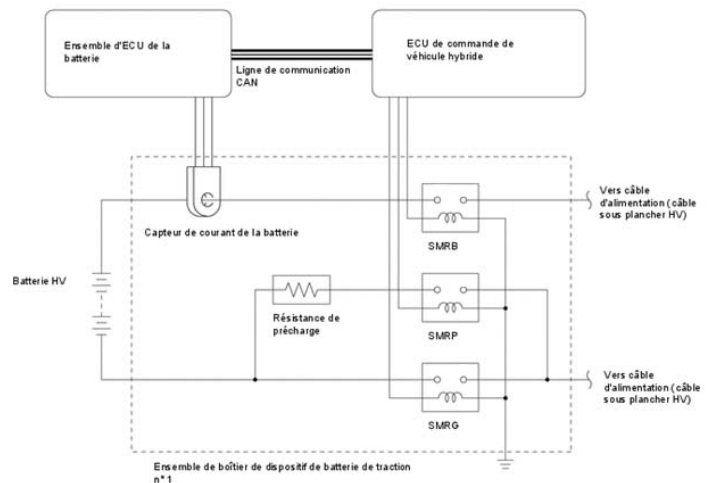 Ensemble d'ECU de la
batterie
ECU de commande de
véhicule hybride
Ligne de communication
CAN
Vers câble
d'alimentation (câble
sous plancher HV)
Capteur de courant de la batterie
SMRB
Batterie HV
Résistance de
précharge
SMRP
Vers câble
d'alimentation (câble
sous plancher HV)
SMRG
Ensemble de boîtier de dispositif de batterie de traction
n° 1